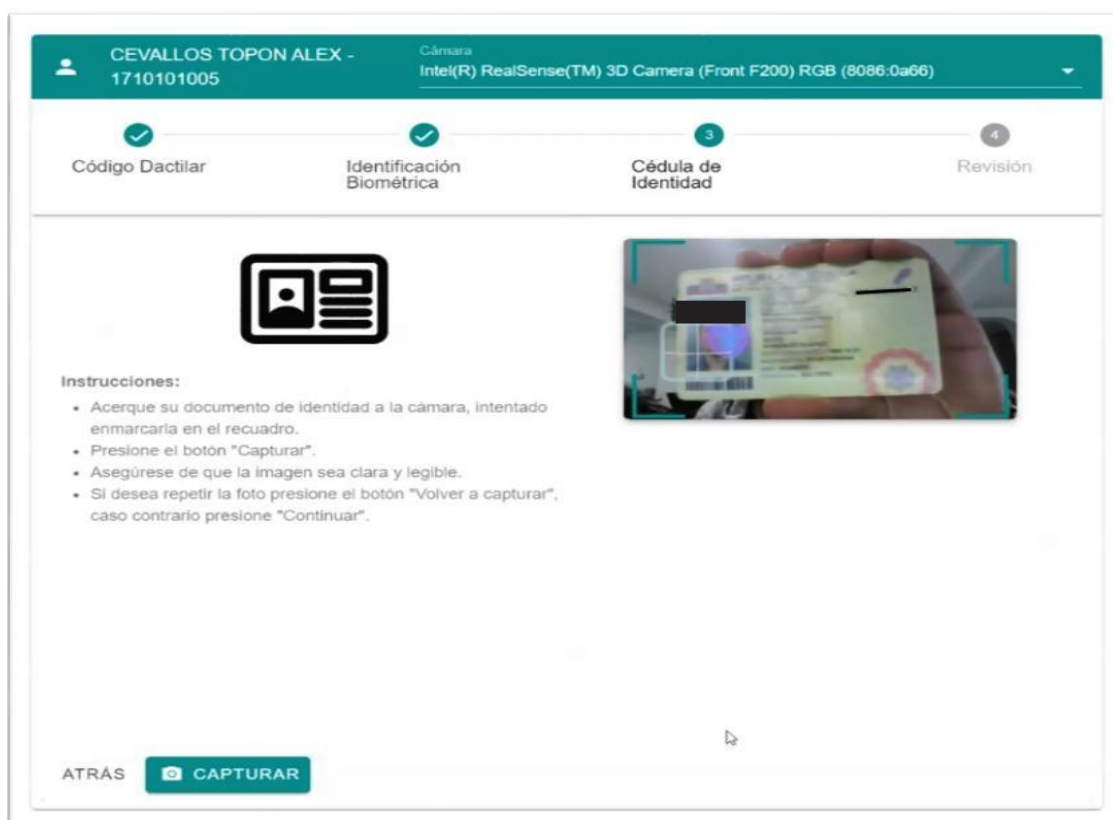 CEVALLOS TOPON ALEX -
1710101005
Cámara
Intel(R) RealSense(TM) 3D Camera (Front F200) RGB (8086:0a66)
Código Dactilar
Identificación
Biométrica
3
Cédula de
Identidad
4
Revisión
Instrucciones:
• Acerque su documento de identidad a la cámara, intentado
enmarcarla en el recuadro.
• Presione el botón "Capturar".
• Asegúrese de que la imagen sea clara y legible.
• Si desea repetir la foto presione el botón "Volver a capturar",
caso contrario presione "Continuar".
ATRÁS
CAPTURAR